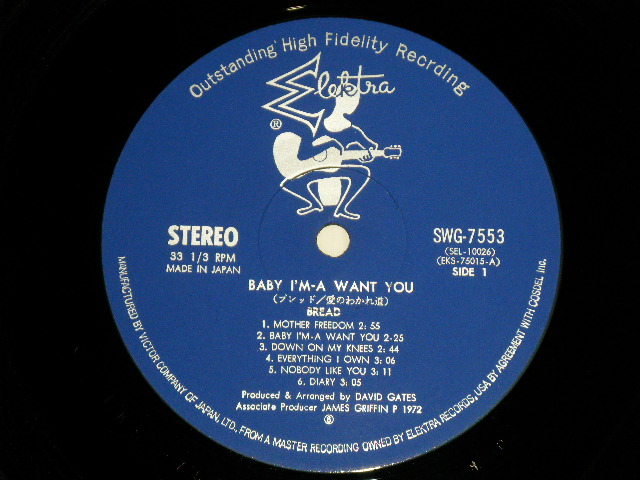 Outstanding High Fidelity Recrding
Elektra
®
STEREO
33 1/3 RPM
MADE IN JAPAN
SWG-7553
(SEL-10026)
(EKS-75015-A)
SIDE 1
BABY I'M-A WANT YOU
(ブレッド/愛のわかれ道)
BREAD
1. MOTHER FREEDOM 2: 55
2. BABY I'M-A WANT YOU 2-25
3. DOWN ON MY KNEES 2: 44
4. EVERYTHING I OWN 3: 06
5. NOBODY LIKE YOU 3: 11
6. DIARY 3: 05
Produced & Arranged by DAVID GATES
Associate Producer JAMES GRIFFIN P 1972
MANUFACTURED BY VICTOR COMPANY OF JAPAN, LTD., FROM A MASTER RECORDING OWNED BY ELEKTRA RECORDS, USA BY AGREEMENT WITH COSDEL Inc.